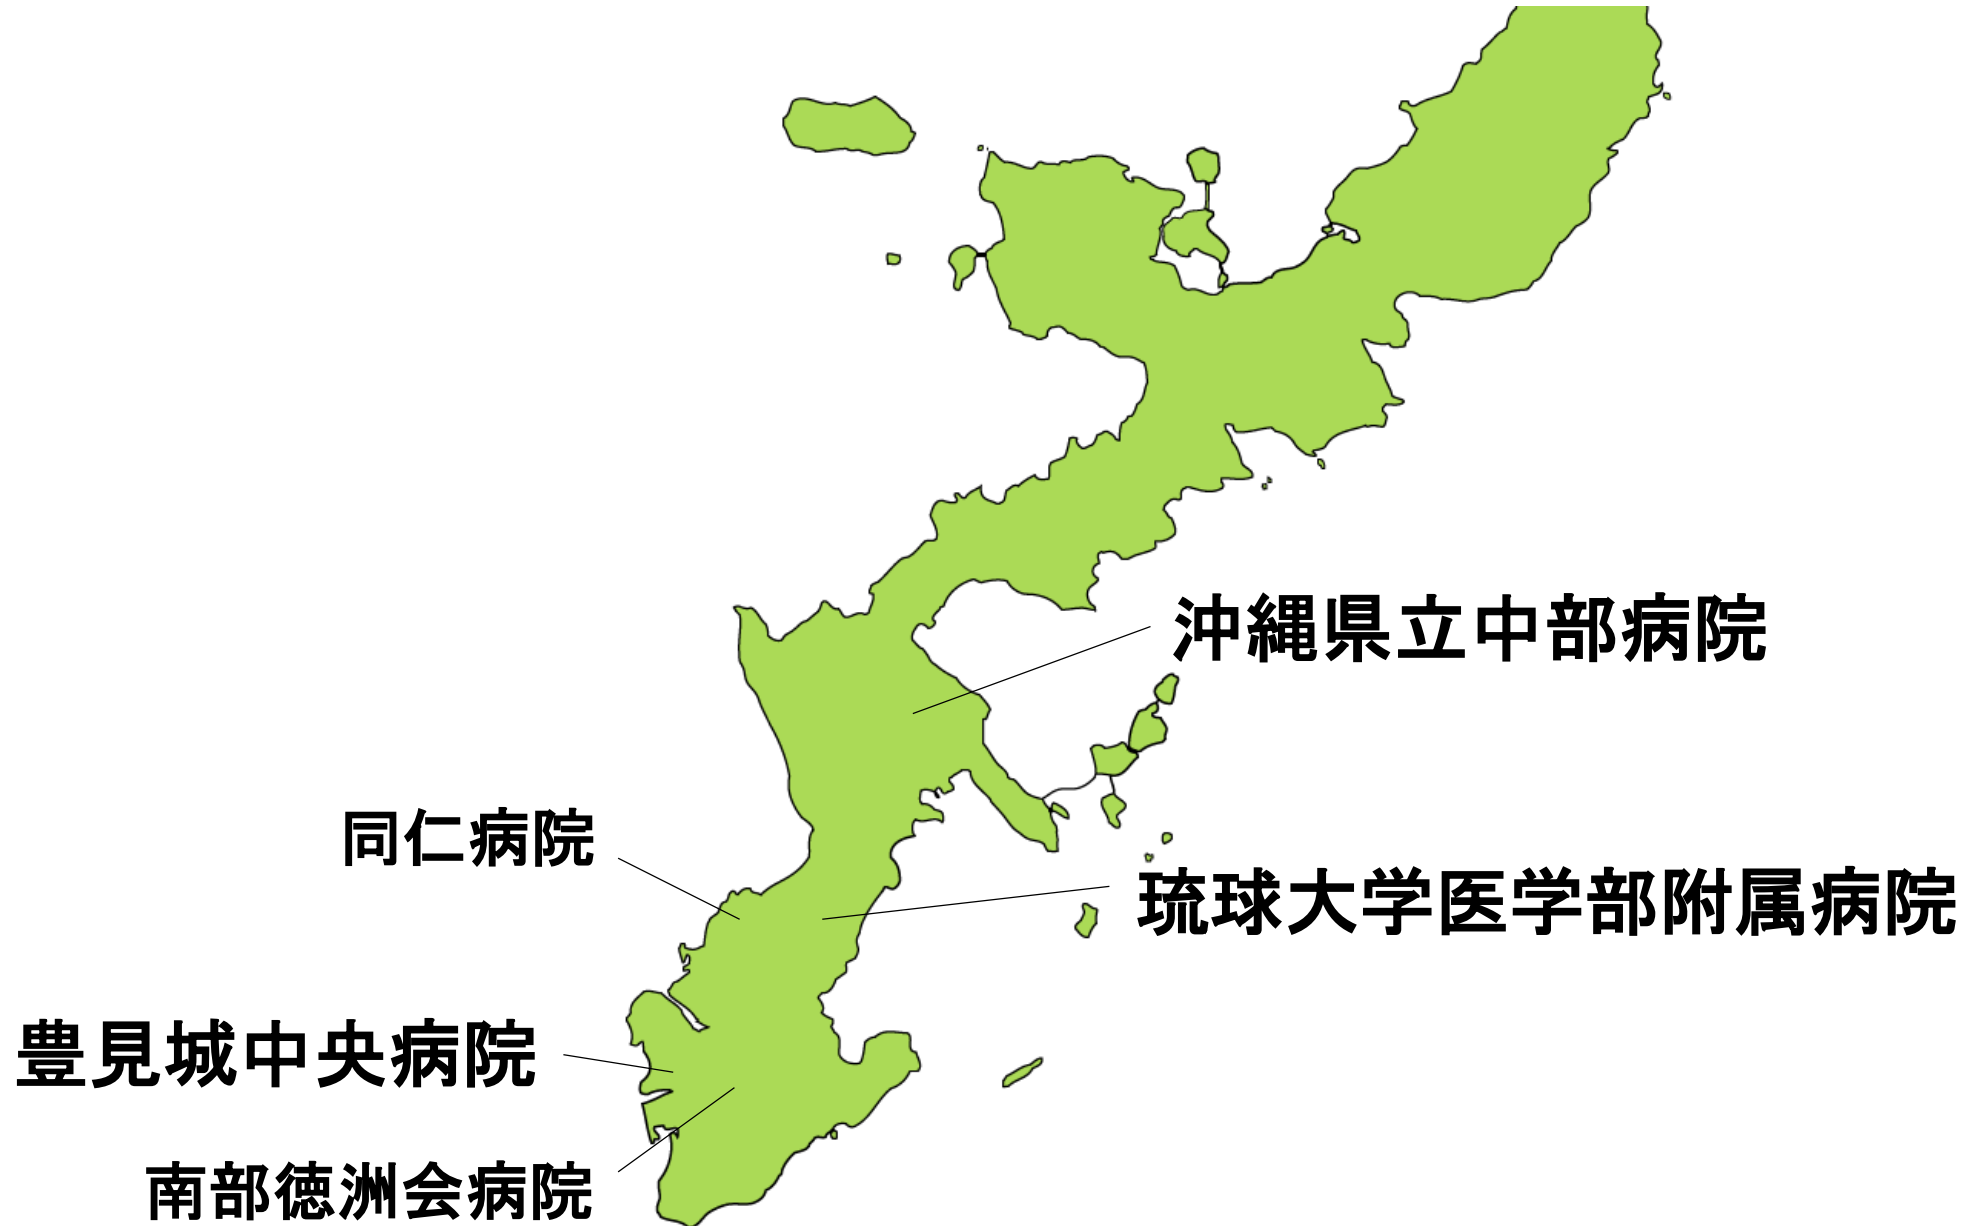 沖縄県立中部病院
同仁病院
琉球大学医学部附属病院
豊見城中央病院
南部徳洲会病院